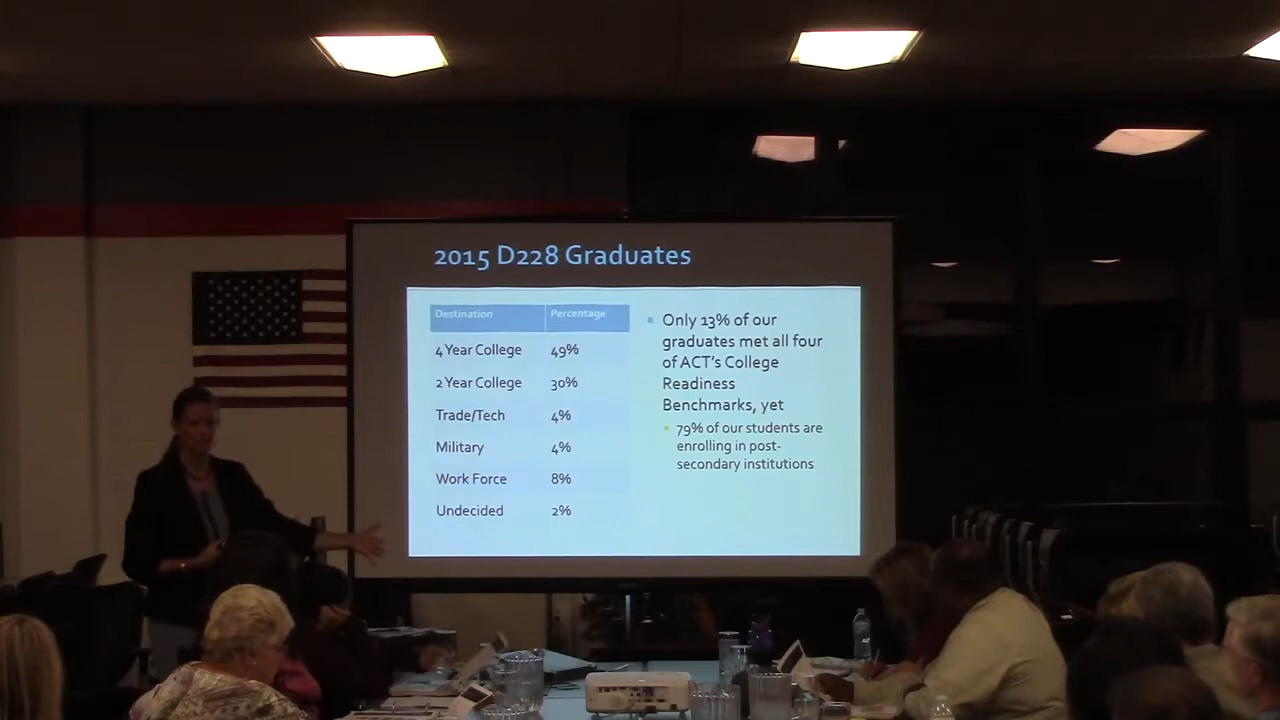 2015 D228 Graduates
Destination Percentage
4 Year College 49%
2 Year College 30%
Trade/Tech 4%
Military 4%
Work Force 8%
Undecided 2%
Only 13% of our
graduates met all four
of ACT's College
Readiness
Benchmarks, yet
79% of our students are
enrolling in post-
secondary institutions